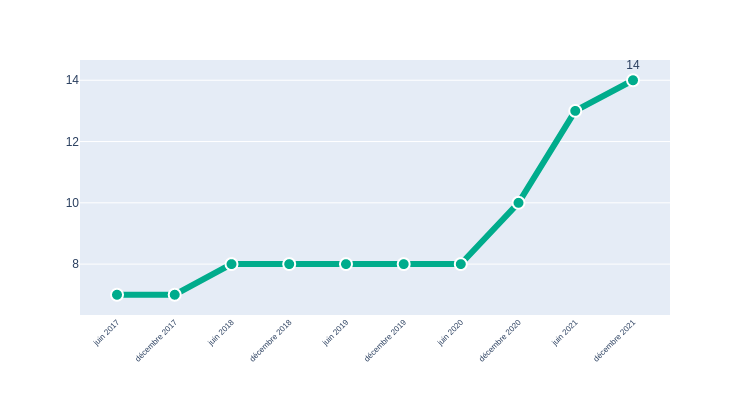 14
14
12
10
8
juin 2017
décembre 2017
juin 2018
décembre 2018
juin 2019
décembre 2019
juin 2020
décembre 2020
juin 2021
décembre 2021